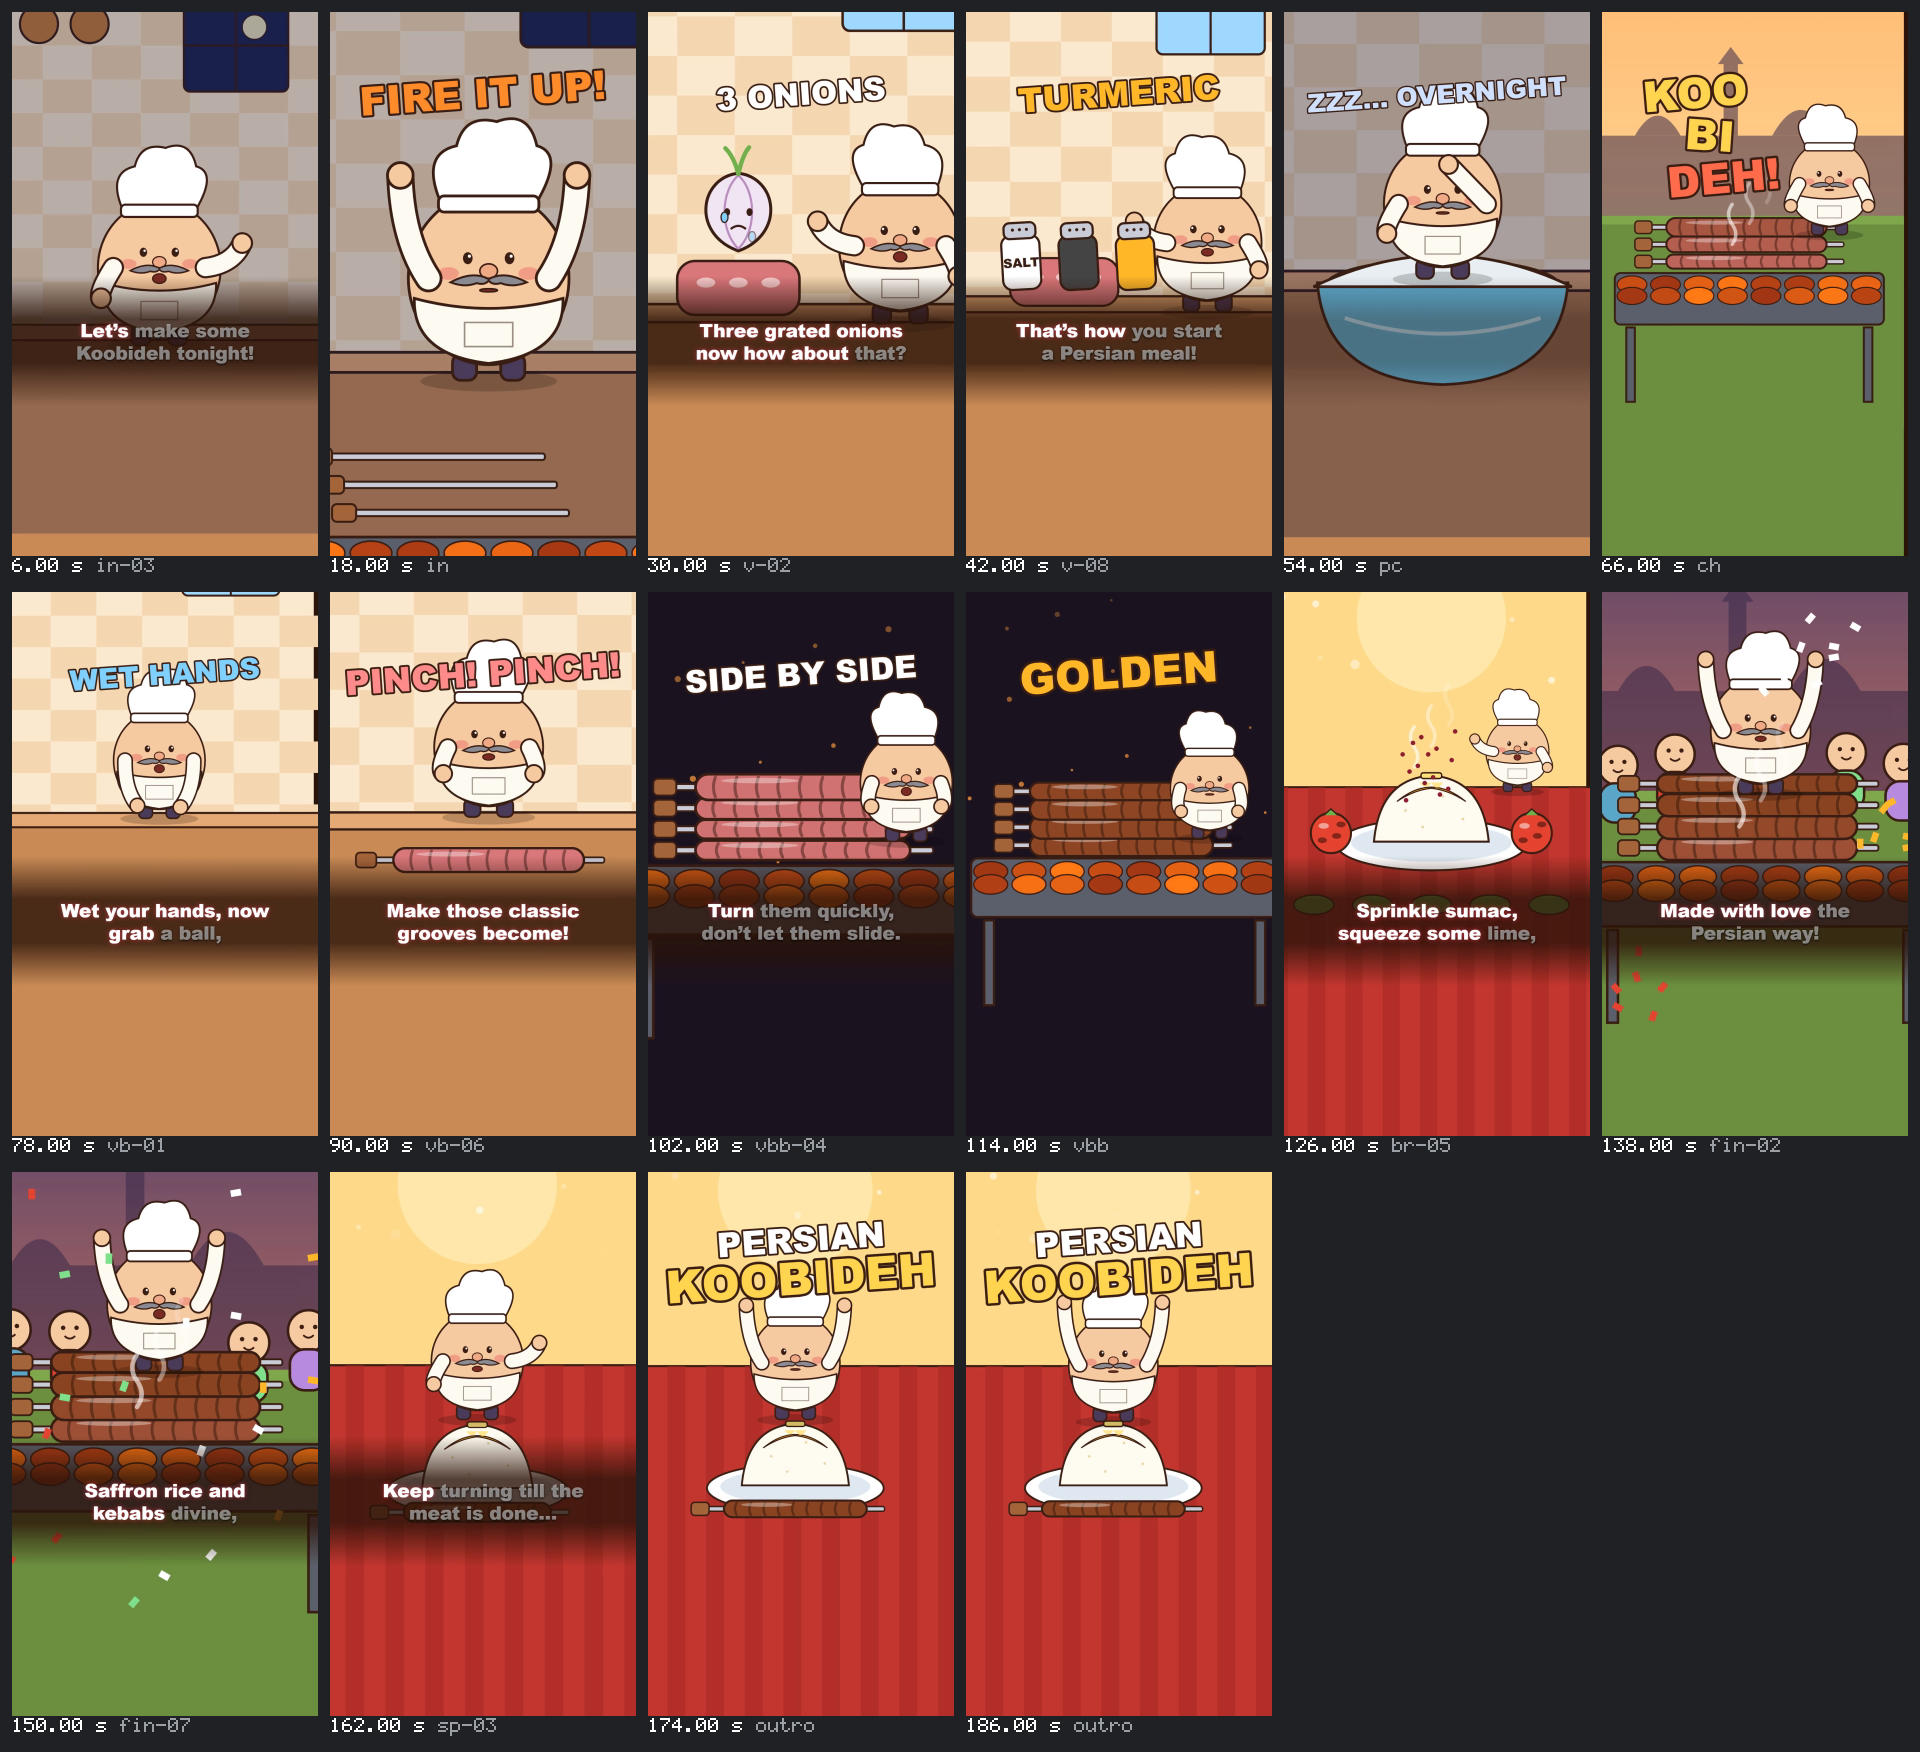 Let's make some
Koobideh tonight!
6.00 s in-03
FIRE IT UP!
18.00 s in
3 ONIONS
Three grated onions
now how about that?
30.00 s v-02
TURMERIC
SALT
That's how you start
a Persian meal!
42.00 s v-08
ZZZ... OVERNIGHT
54.00 s pc
KOO
BI
DEH!
66.00 s ch
WET HANDS
Wet your hands, now
grab a ball,
78.00 s vb-01
PINCH! PINCH!
Make those classic
grooves become!
90.00 s vb-06
SIDE BY SIDE
Turn them quickly,
don't let them slide.
102.00 s vbb-04
GOLDEN
114.00 s vbb
Sprinkle sumac,
squeeze some lime,
126.00 s br-05
Made with love the
Persian way!
138.00 s fin-02
Saffron rice and
kebabs divine,
150.00 s fin-07
Keep turning till the
meat is done...
162.00 s sp-03
PERSIAN
KOOBIDEH
174.00 s outro
PERSIAN
KOOBIDEH
186.00 s outro